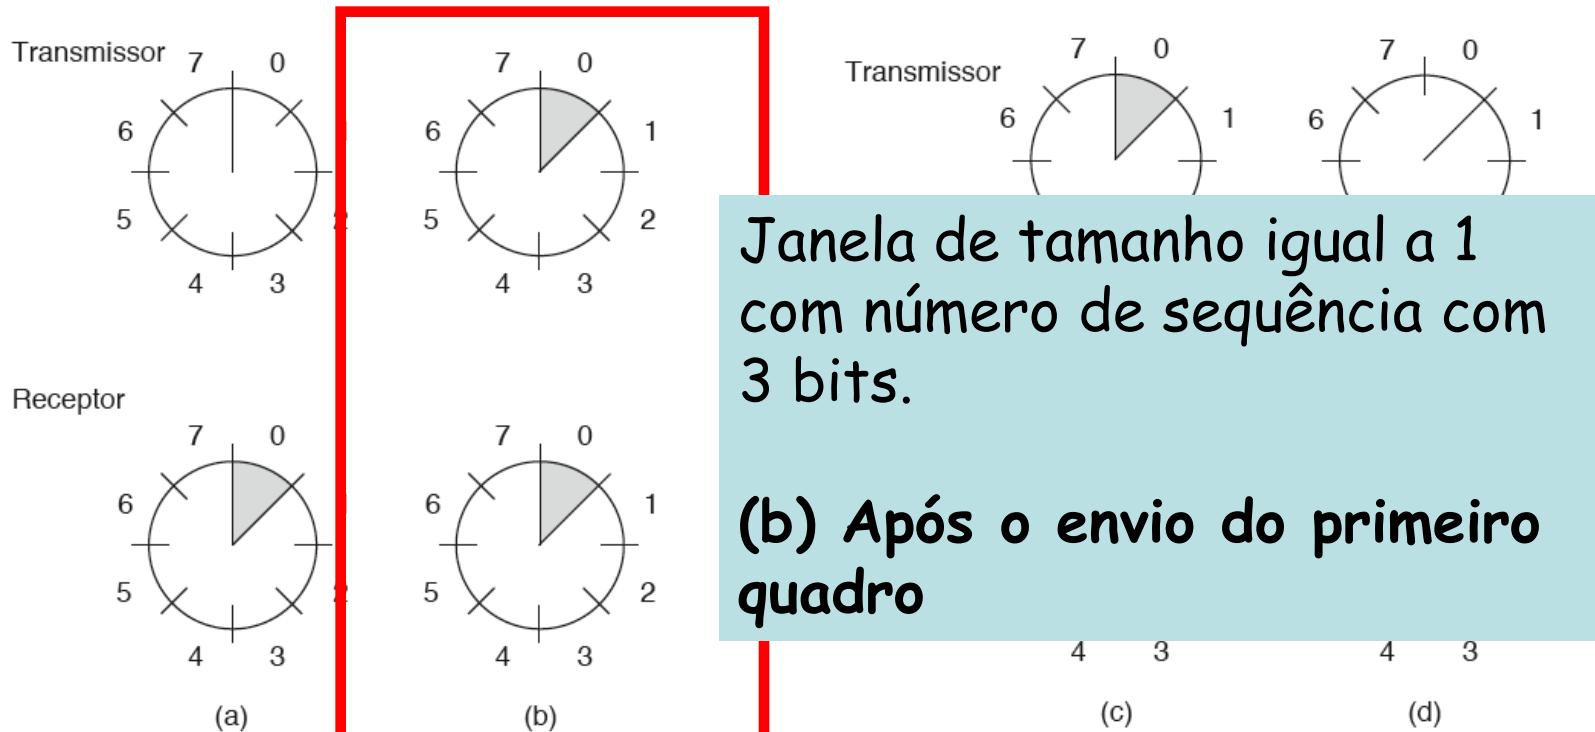 Transmissor
7 0
6
5
4 3
7 0
6 1
5 2
4 3
Transmissor
7 0
6 1
7 0
6 1
Janela de tamanho igual a 1
com número de sequência com
3 bits.
(b) Após o envio do primeiro
quadro
Receptor
7 0
6
5
4 3
7 0
6 1
5 2
4 3
4 3
4 3
(a)
(b)
(c)
(d)